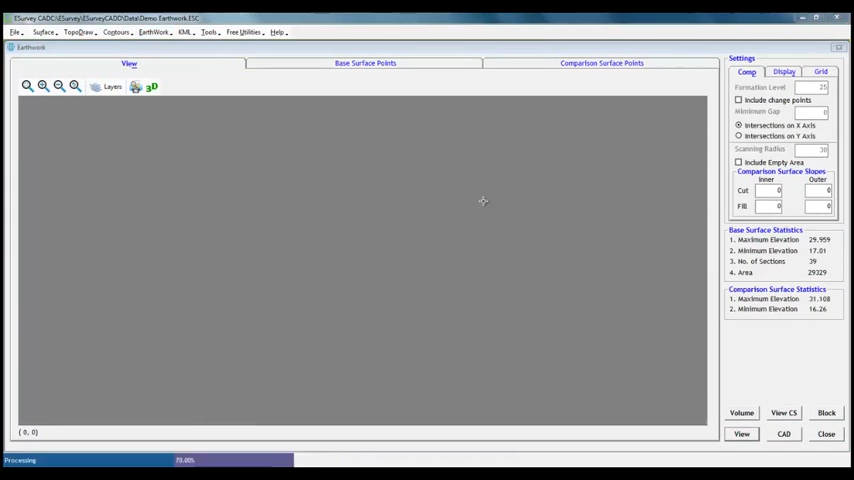 ESurvey CADC:\ESurvey\ESurveyCADD\Data\Demo Earthwork.ESC
File Surface TopoDraw Contours EarthWork KML Tools Free Utilities Help
Earthwork
View Base Surface Points Comparison Surface Points
Layers 3D
(0, 0)
Settings
Comp Display Grid
Formation Level 25
Include change points
Mimimum Gap 0
Intersections on X Axis
Intersections on Y Axis
Scanning Radius 30
Include Empty Area
Comparison Surface Slopes
Inner Outer
Cut 0 0
Fill 0 0
Base Surface Statistics
1. Maximum Elevation 29.959
2. Minimum Elevation 17.01
3. No. of Sections 39
4. Area 29329
Comparison Surface Statistics
1. Maximum Elevation 31.108
2. Minimum Elevation 16.26
Volume View CS Block
View CAD Close
Processing 70.00%